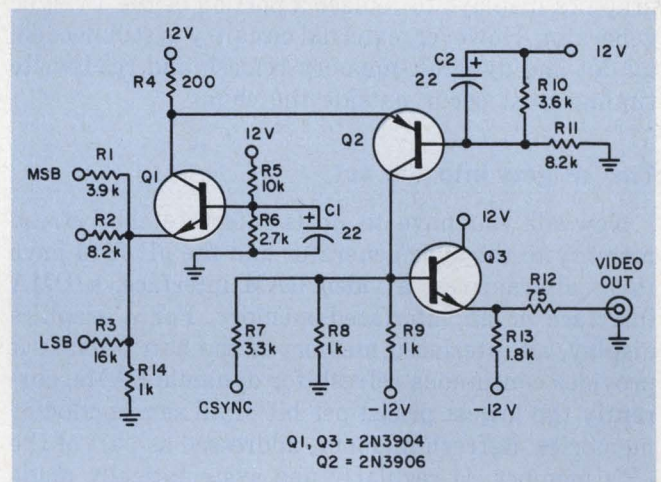 12V
R4
200
Q1
MSB
R1
3.9k
R2
8.2k
LSB
R3
16k
R14
1k
12V
R5
10k
R6
2.7k
C1
22
Q2
C2
22
12V
R10
3.6k
R11
8.2k
12V
Q3
R12
75
VIDEO
OUT
R7
3.3k
CSYNC
R8
1k
R9
1k
-12V
R13
1.8k
-12V
Q1, Q3 = 2N3904
Q2 = 2N3906